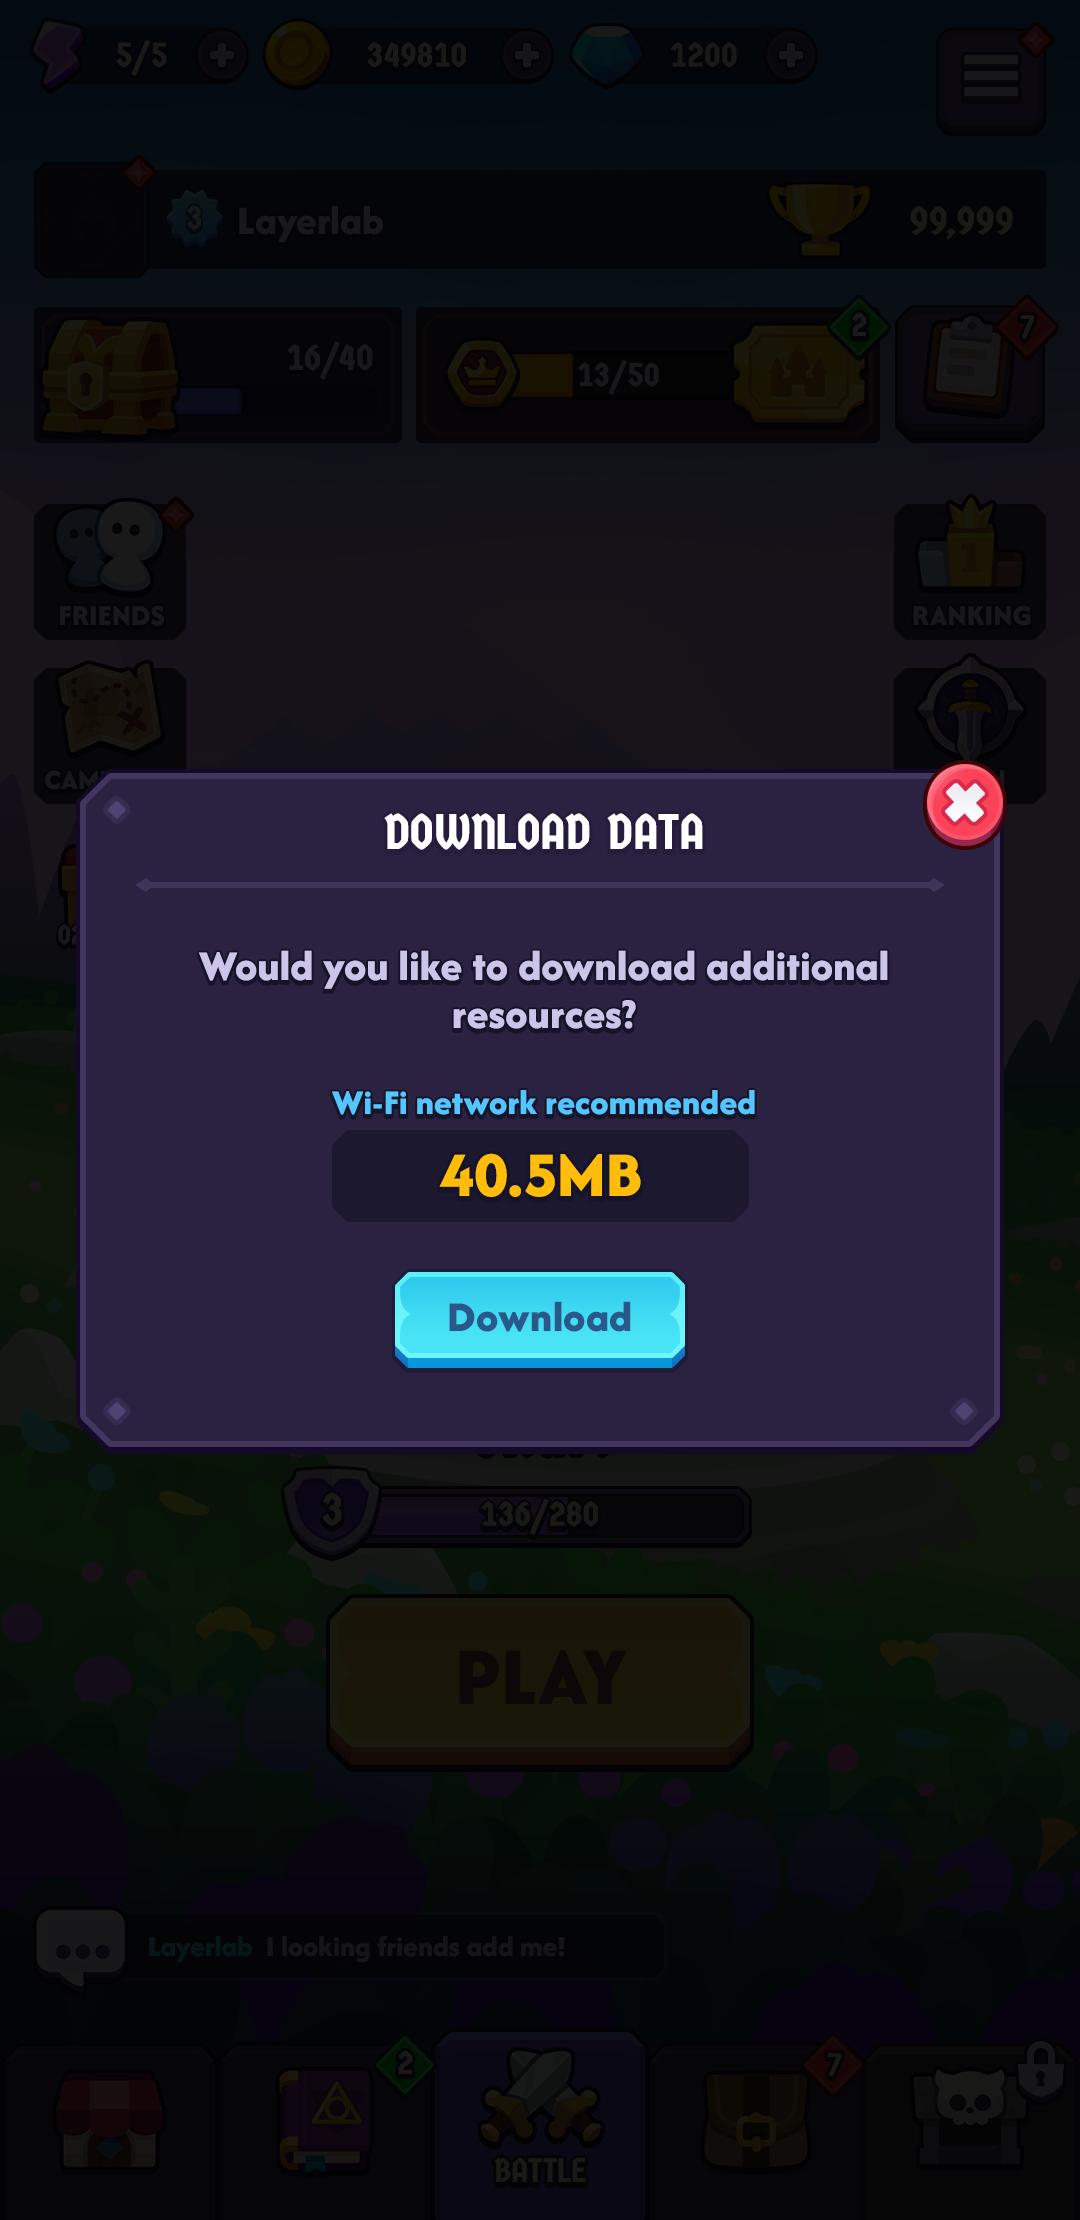 5/5
349810
1200
3
Layerlab
99,999
16/40
13/50
2
7
FRIENDS
1
RANKING
DOWNLOAD DATA
Would you like to download additional
resources?
Wi-Fi network recommended
40.5MB
Download
3
136/280
PLAY
Layerlab I looking friends add me!
2
7
BATTLE